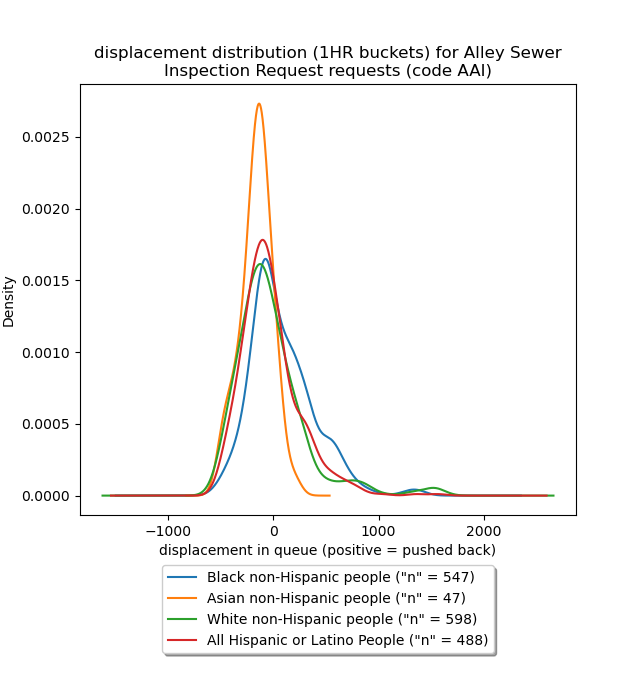 displacement distribution (1HR buckets) for Alley Sewer
Inspection Request requests (code AAI)
Density
0.0025
0.0020
0.0015
0.0010
0.0005
0.0000
−1000 0 1000 2000
displacement in queue (positive = pushed back)
Black non-Hispanic people ("n" = 547)
Asian non-Hispanic people ("n" = 47)
White non-Hispanic people ("n" = 598)
All Hispanic or Latino People ("n" = 488)